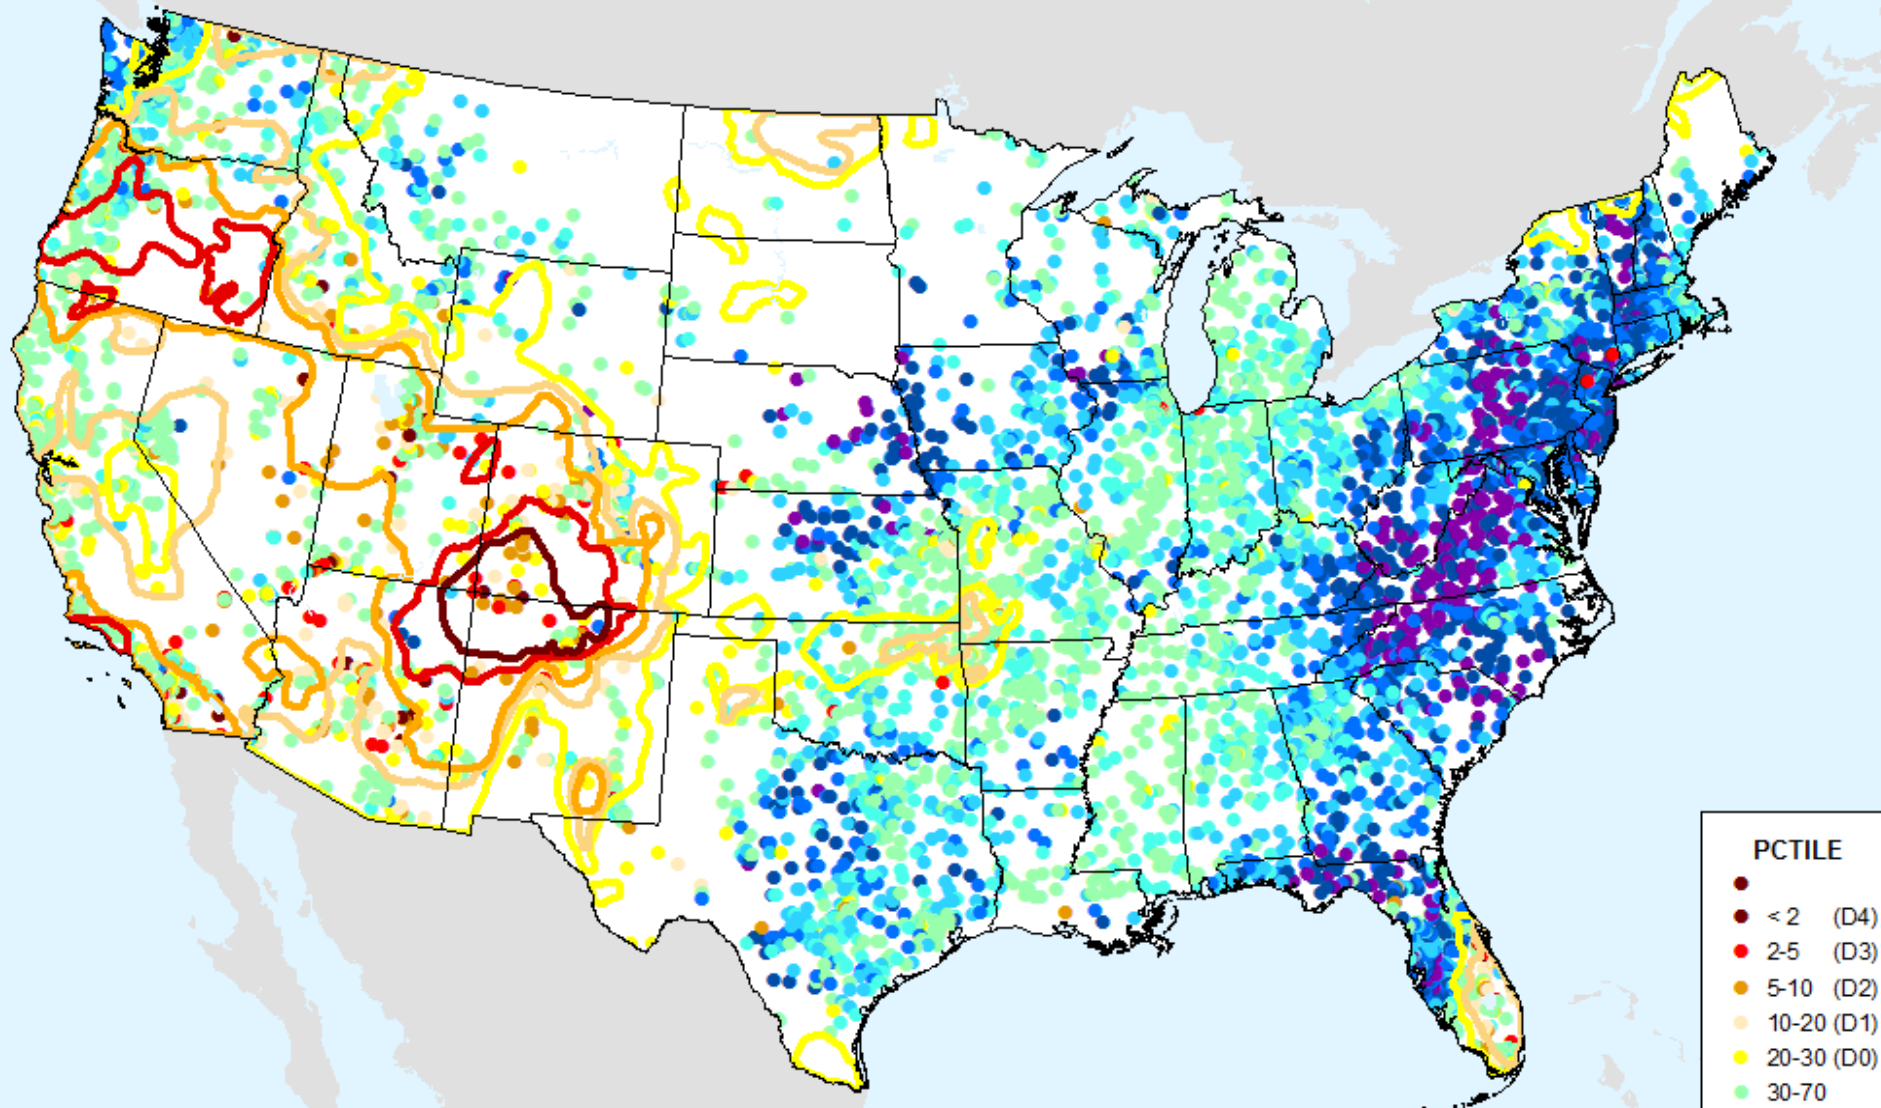 PCTILE
< 2 (D4)
2-5 (D3)
5-10 (D2)
10-20 (D1)
20-30 (D0)
30-70